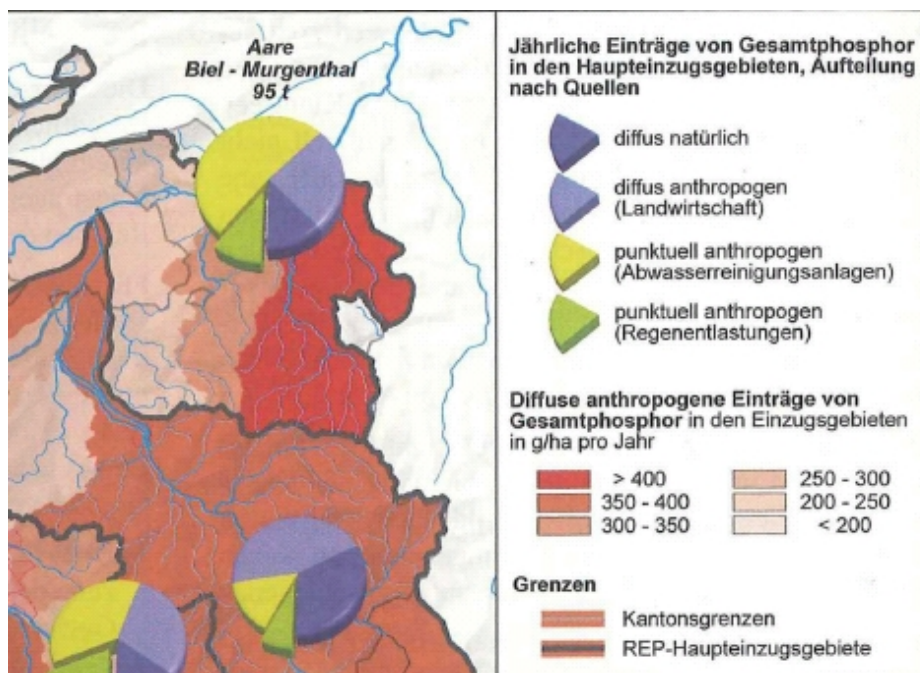 Aare
Biel - Murgenthal
95 t
Jährliche Einträge von Gesamtphosphor
in den Haupteinzugsgebieten, Aufteilung
nach Quellen
diffus natürlich
diffus anthropogen
(Landwirtschaft)
punktuell anthropogen
(Abwasserreinigungsanlagen)
punktuell anthropogen
(Regenentlastungen)
Diffuse anthropogene Einträge von
Gesamtphosphor in den Einzugsgebieten
in g/ha pro Jahr
> 400
350 - 400
300 - 350
250 - 300
200 - 250
< 200
Grenzen
Kantonsgrenzen
REP-Haupteinzugsgebiete